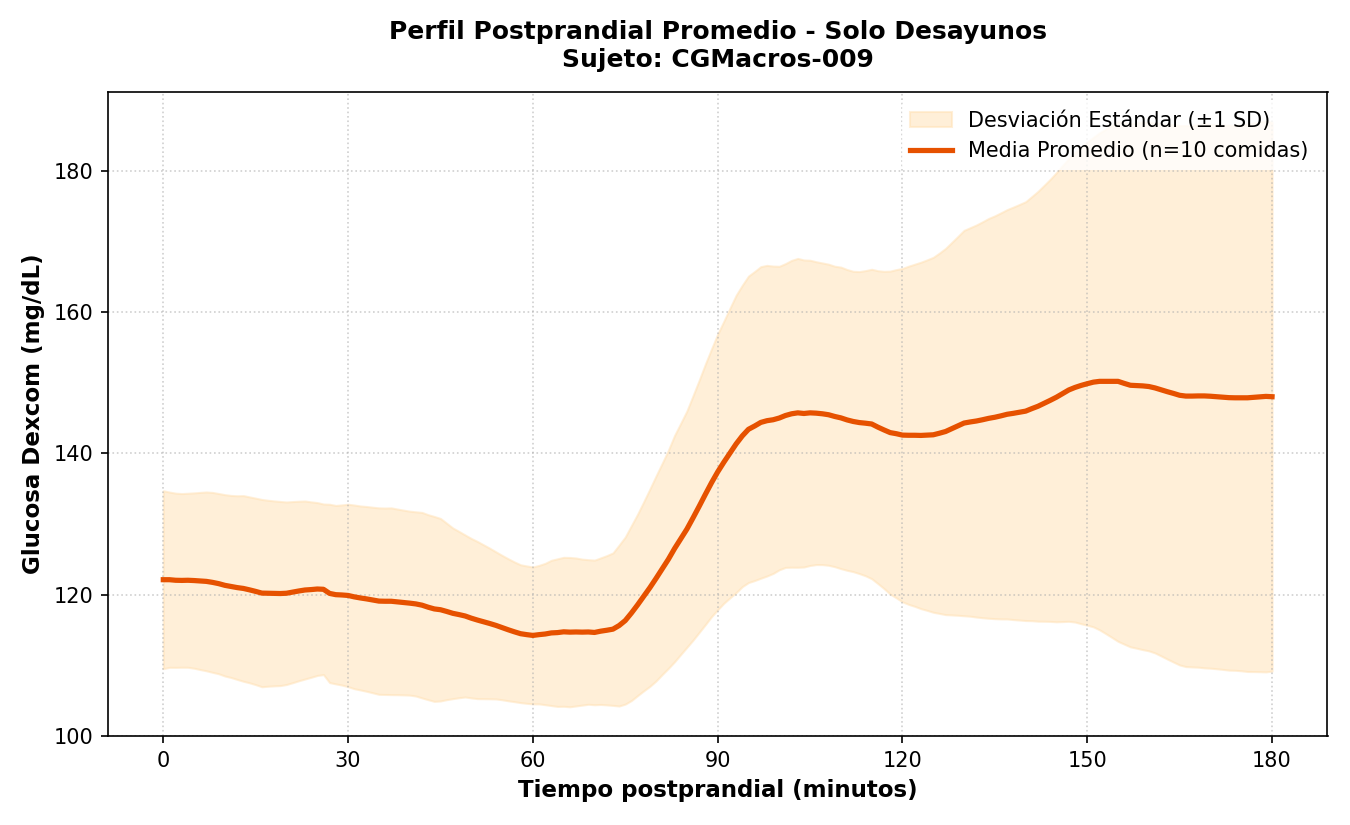 Perfil Postprandial Promedio - Solo Desayunos
Sujeto: CGMacros-009
Desviación Estándar (±1 SD)
Media Promedio (n=10 comidas)
Glucosa Dexcom (mg/dL)
180
160
140
120
100
0 30 60 90 120 150 180
Tiempo postprandial (minutos)